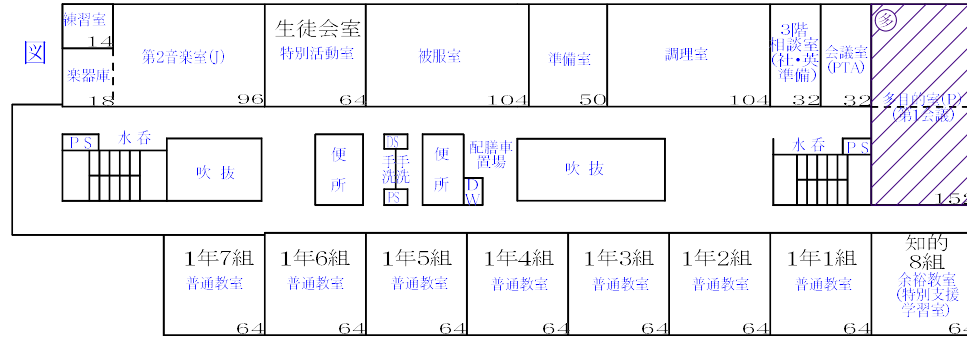 図
練習室
14
楽器庫
18
第2音楽室(J)
96
生徒会室
特別活動室
64
被服室
104
準備室
50
調理室
104
3階
相談室
(社・英
準備)
32
会議室
(PTA)
32
多
多目的室(P)
(第1会議)
152
PS
水呑
吹抜
便
所
DS
手手
洗洗
PS
便
所
配膳車
置場
D
W
吹抜
水呑
PS
1年7組
普通教室
64
1年6組
普通教室
64
1年5組
普通教室
64
1年4組
普通教室
64
1年3組
普通教室
64
1年2組
普通教室
64
1年1組
普通教室
64
知的
8組
余裕教室
(特別支援
学習室)
64